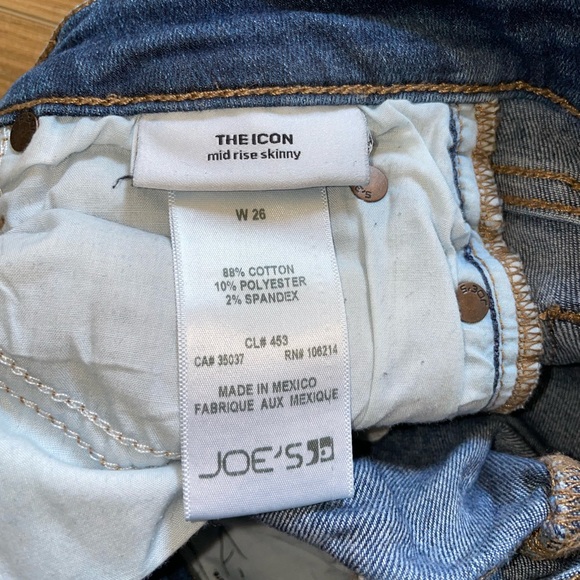 THE ICON
mid rise skinny
W 26
88% COTTON
10% POLYESTER
2% SPANDEX
CL# 453
CA# 35037 RN# 106214
MADE IN MEXICO
FABRIQUE AUX MEXIQUE
JOE'S